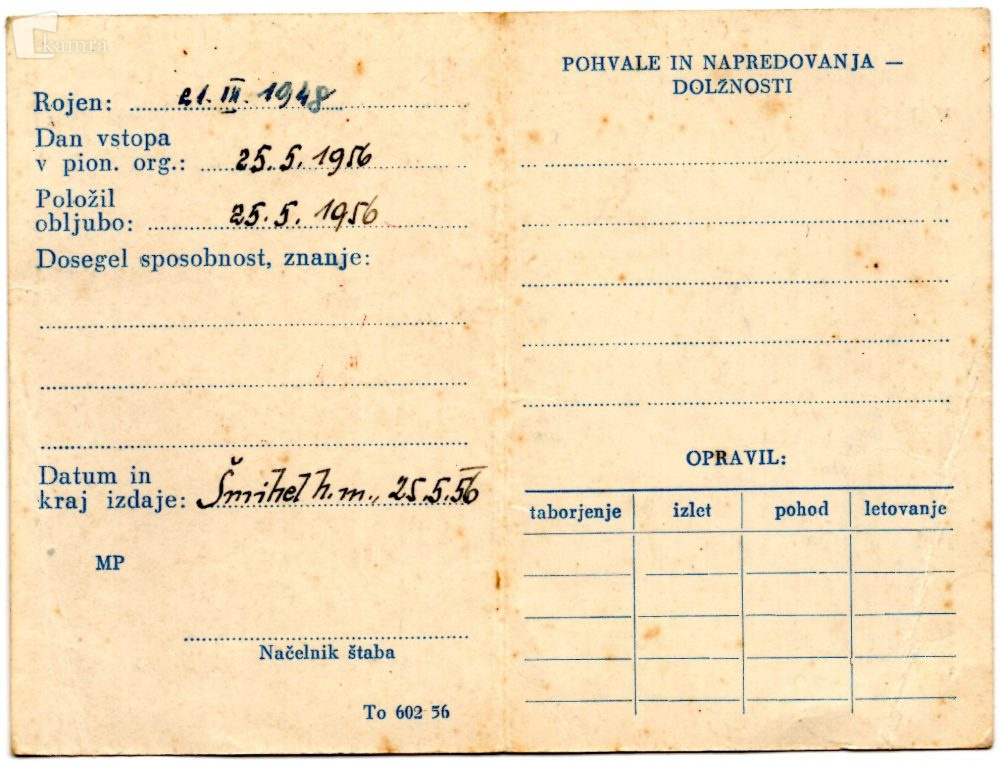 kamra
Rojen: 21. III. 1948
Dan vstopa
v pion. org.: 25. 5. 1956
Položil
obljubo: 25. 5. 1956
Dosegel sposobnost, znanje:
Datum in
kraj izdaje: Šmihel n. m., 25. 5. 56
MP
Načelnik štaba
To 602 56
POHVALE IN NAPREDOVANJA —
DOLŽNOSTI
OPRAVIL:
taborjenje izlet pohod letovanje